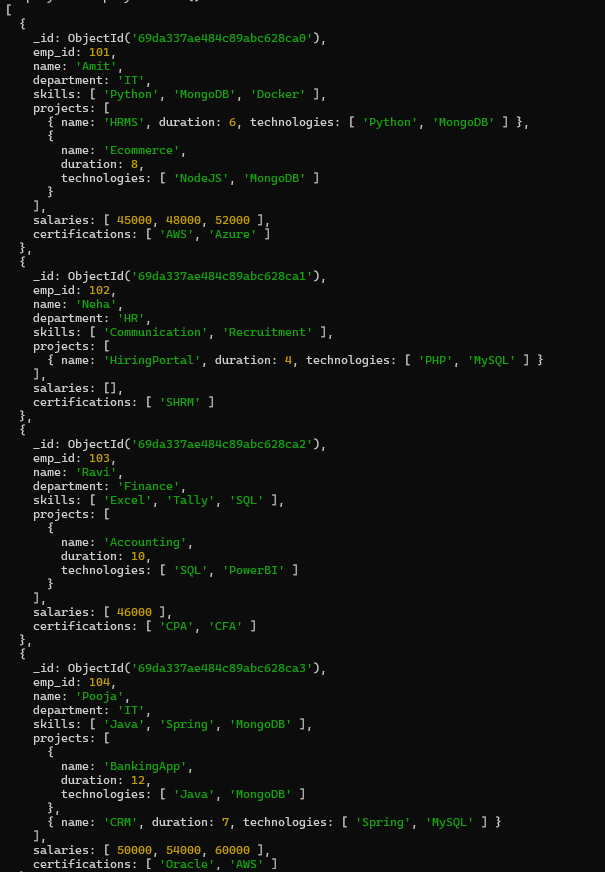 [
  {
    _id: ObjectId('69da337ae484c89abc628ca0'),
    emp_id: 101,
    name: 'Amit',
    department: 'IT',
    skills: [ 'Python', 'MongoDB', 'Docker' ],
    projects: [
      { name: 'HRMS', duration: 6, technologies: [ 'Python', 'MongoDB' ] },
      {
        name: 'Ecommerce',
        duration: 8,
        technologies: [ 'NodeJS', 'MongoDB' ]
      }
    ],
    salaries: [ 45000, 48000, 52000 ],
    certifications: [ 'AWS', 'Azure' ]
  },
  {
    _id: ObjectId('69da337ae484c89abc628ca1'),
    emp_id: 102,
    name: 'Neha',
    department: 'HR',
    skills: [ 'Communication', 'Recruitment' ],
    projects: [
      { name: 'HiringPortal', duration: 4, technologies: [ 'PHP', 'MySQL' ] }
    ],
    salaries: [],
    certifications: [ 'SHRM' ]
  },
  {
    _id: ObjectId('69da337ae484c89abc628ca2'),
    emp_id: 103,
    name: 'Ravi',
    department: 'Finance',
    skills: [ 'Excel', 'Tally', 'SQL' ],
    projects: [
      {
        name: 'Accounting',
        duration: 10,
        technologies: [ 'SQL', 'PowerBI' ]
      }
    ],
    salaries: [ 46000 ],
    certifications: [ 'CPA', 'CFA' ]
  },
  {
    _id: ObjectId('69da337ae484c89abc628ca3'),
    emp_id: 104,
    name: 'Pooja',
    department: 'IT',
    skills: [ 'Java', 'Spring', 'MongoDB' ],
    projects: [
      {
        name: 'BankingApp',
        duration: 12,
        technologies: [ 'Java', 'MongoDB' ]
      },
      { name: 'CRM', duration: 7, technologies: [ 'Spring', 'MySQL' ] }
    ],
    salaries: [ 50000, 54000, 60000 ],
    certifications: [ 'Oracle', 'AWS' ]